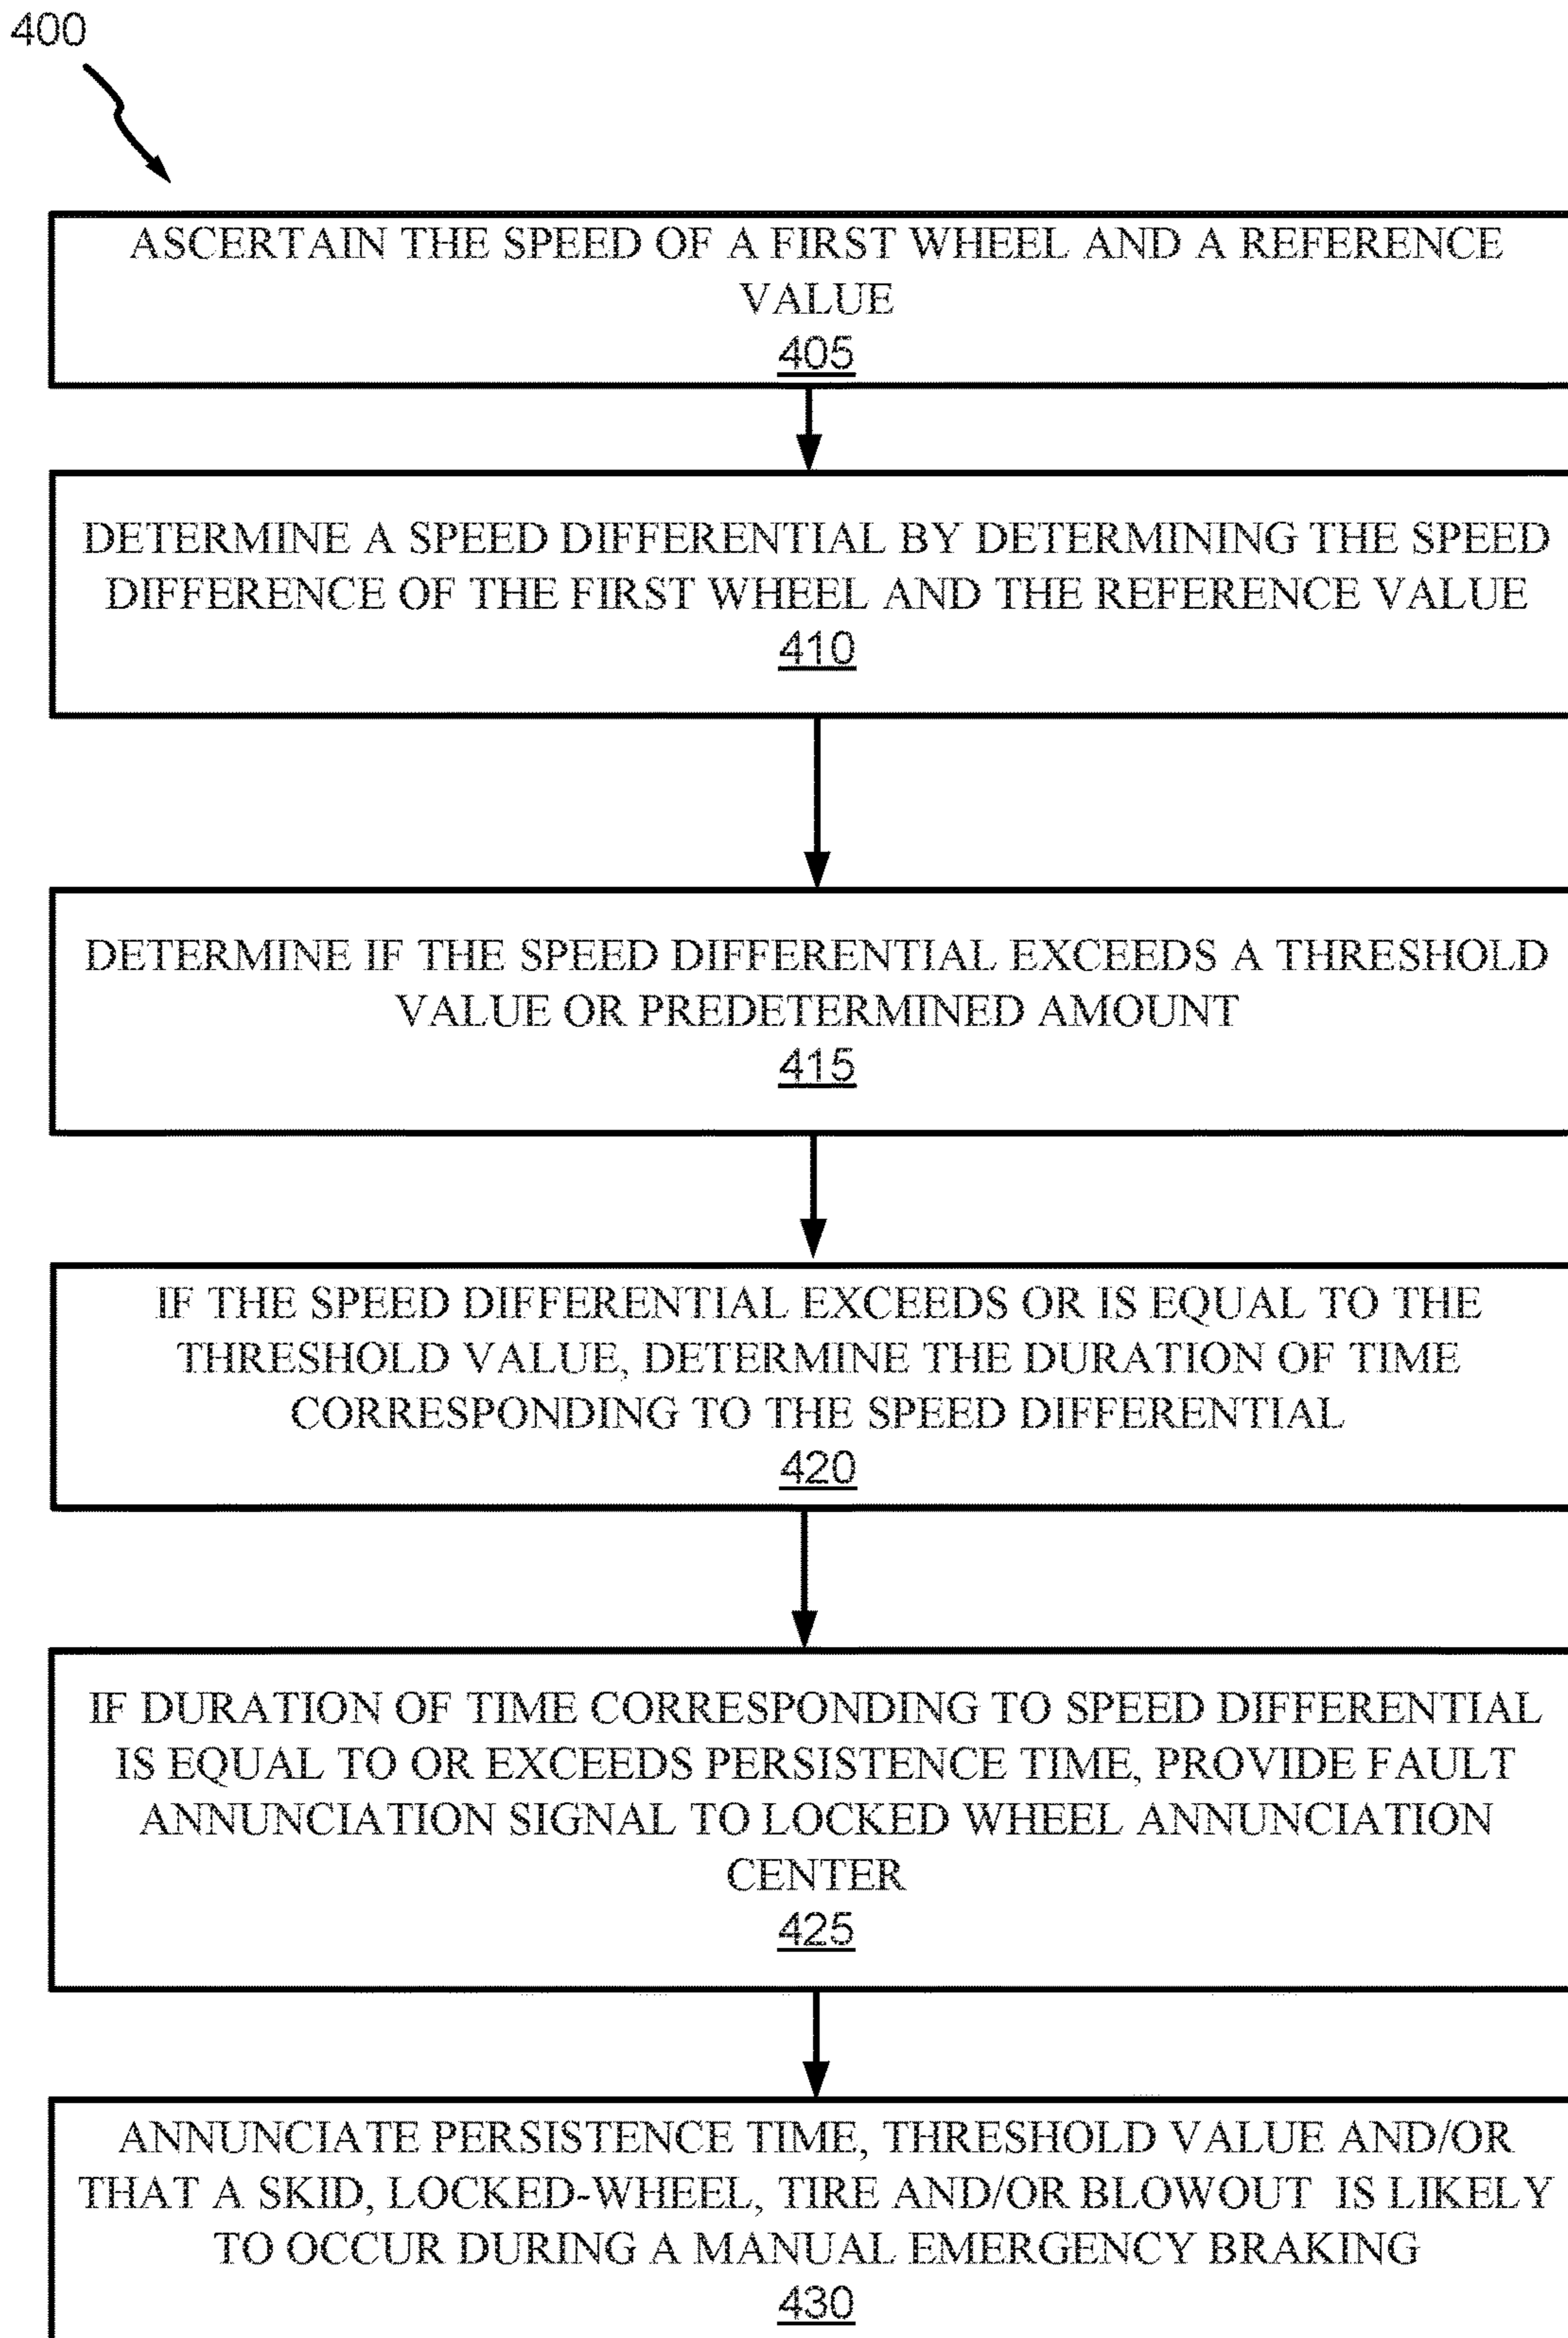 400
ASCERTAIN THE SPEED OF A FIRST WHEEL AND A REFERENCE
VALUE
405
DETERMINE A SPEED DIFFERENTIAL BY DETERMINING THE SPEED
DIFFERENCE OF THE FIRST WHEEL AND THE REFERENCE VALUE
410
DETERMINE IF THE SPEED DIFFERENTIAL EXCEEDS A THRESHOLD
VALUE OR PREDETERMINED AMOUNT
415
IF THE SPEED DIFFERENTIAL EXCEEDS OR IS EQUAL TO THE
THRESHOLD VALUE, DETERMINE THE DURATION OF TIME
CORRESPONDING TO THE SPEED DIFFERENTIAL
420
IF DURATION OF TIME CORRESPONDING TO SPEED DIFFERENTIAL
IS EQUAL TO OR EXCEEDS PERSISTENCE TIME, PROVIDE FAULT
ANNUNCIATION SIGNAL TO LOCKED WHEEL ANNUNCIATION
CENTER
425
ANNUNCIATE PERSISTENCE TIME, THRESHOLD VALUE AND/OR
THAT A SKID, LOCKED-WHEEL, TIRE AND/OR BLOWOUT IS LIKELY
TO OCCUR DURING A MANUAL EMERGENCY BRAKING
430